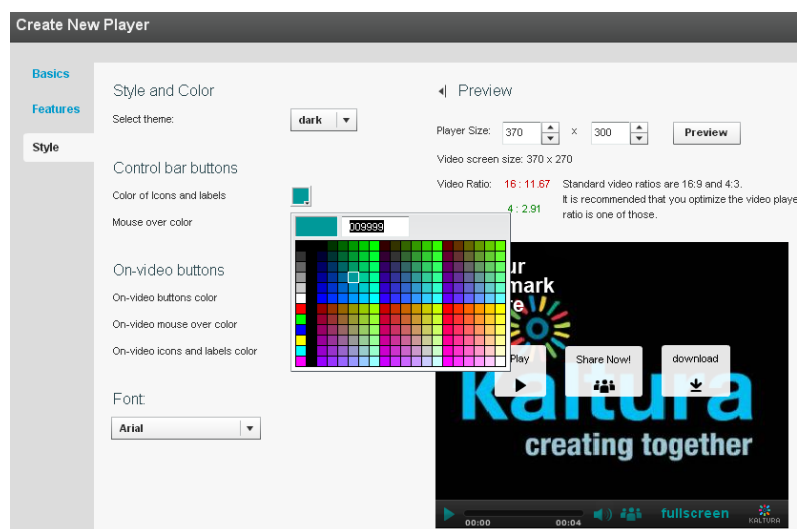 Create New Player
Basics
Features
Style
Style and Color
Select theme:
dark
Control bar buttons
Color of Icons and labels
Mouse over color
009999
On-video buttons
On-video buttons color
On-video mouse over color
On-video icons and labels color
Font:
Arial
Preview
Player Size:
370
x
300
Preview
Video screen size: 370 x 270
Video Ratio:
16 : 11.67
4 : 2.91
Standard video ratios are 16:9 and 4:3.
It is recommended that you optimize the video playe
ratio is one of those.
ur
mark
re
Play
Share Now!
download
kaltura
creating together
00:00
00:04
fullscreen
KALTURA